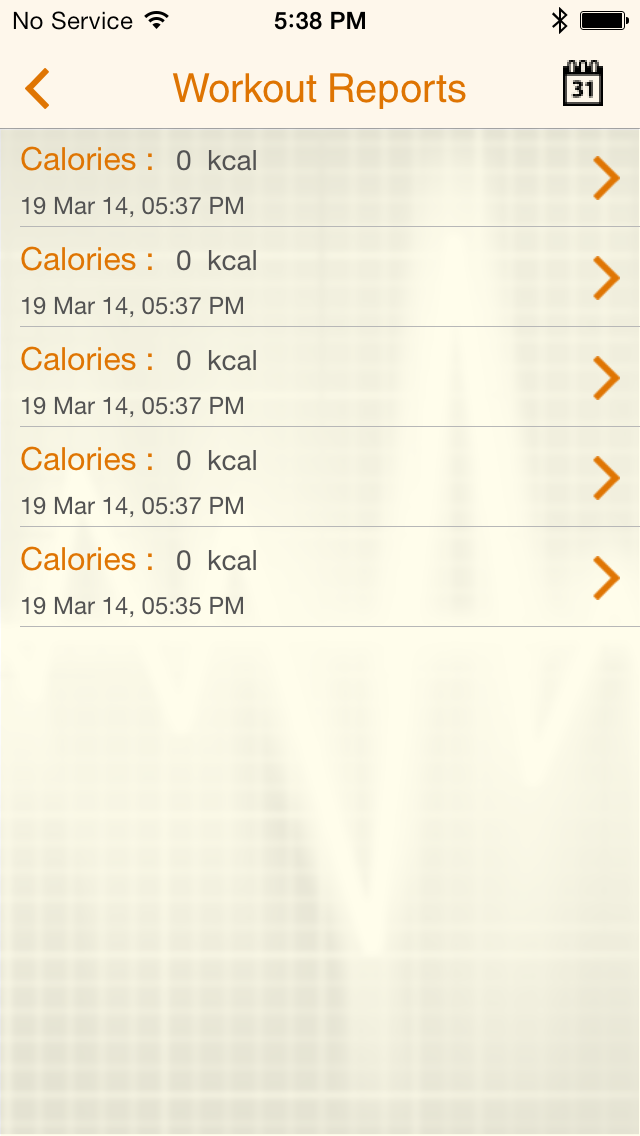 No Service 5:38 PM
Workout Reports
31
Calories : 0 kcal
19 Mar 14, 05:37 PM
Calories : 0 kcal
19 Mar 14, 05:37 PM
Calories : 0 kcal
19 Mar 14, 05:37 PM
Calories : 0 kcal
19 Mar 14, 05:37 PM
Calories : 0 kcal
19 Mar 14, 05:35 PM